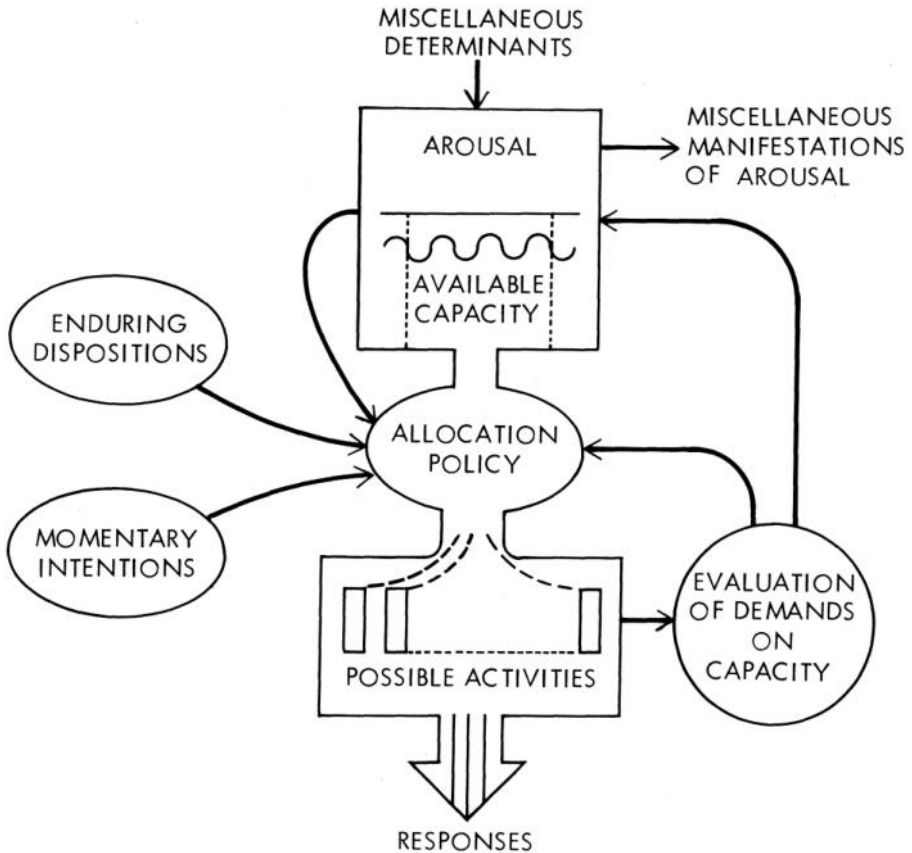 MISCELLANEOUS
DETERMINANTS
AROUSAL
MISCELLANEOUS
MANIFESTATIONS
OF AROUSAL
AVAILABLE
CAPACITY
ENDURING
DISPOSITIONS
ALLOCATION
POLICY
MOMENTARY
INTENTIONS
EVALUATION
OF DEMANDS
ON
CAPACITY
POSSIBLE ACTIVITIES
RESPONSES